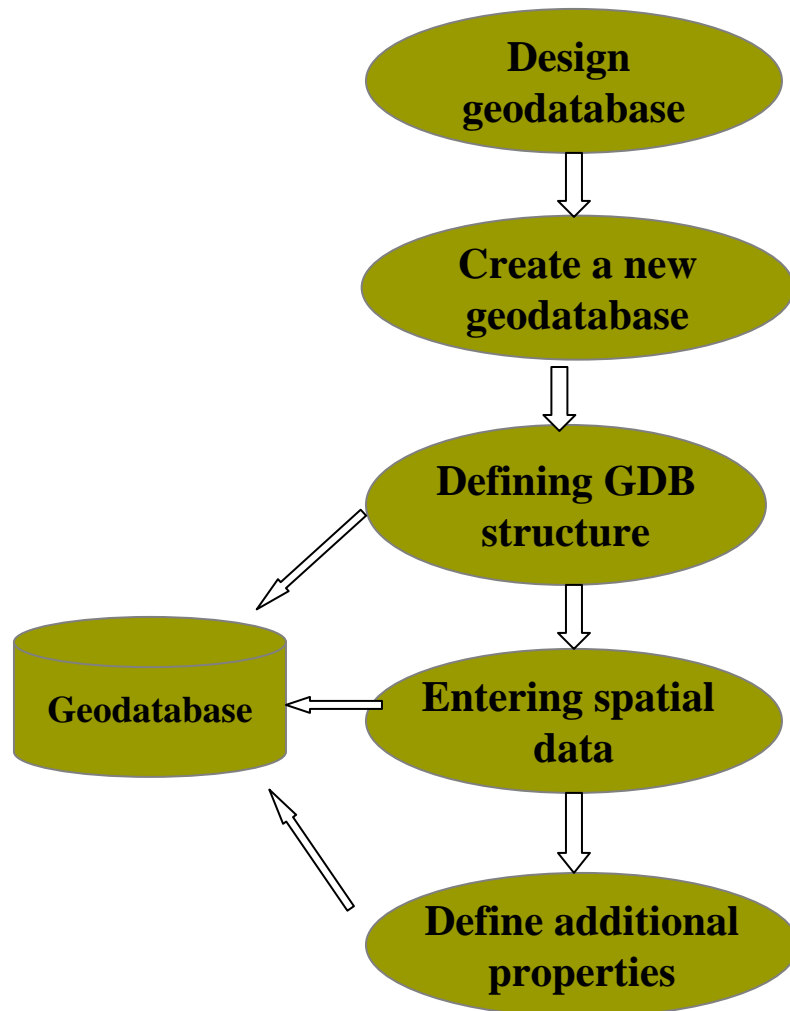 Design
geodatabase
Create a new
geodatabase
Defining GDB
structure
Geodatabase
Entering spatial
data
Define additional
properties